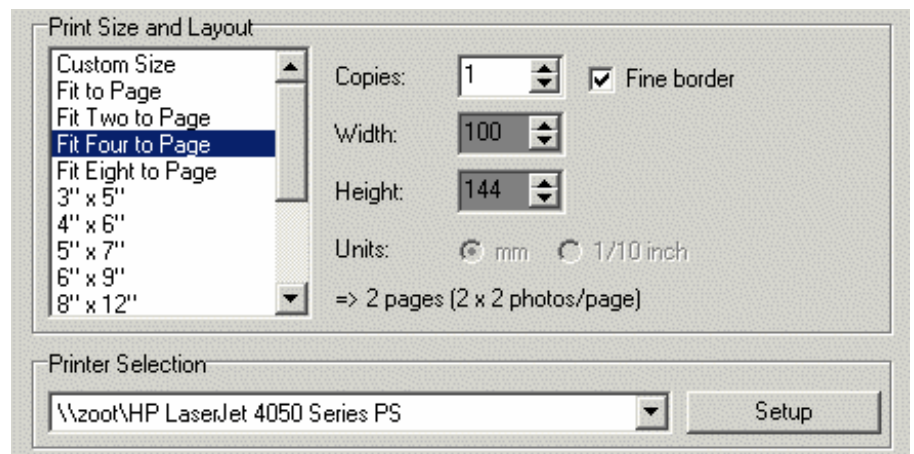 Print Size and Layout
Custom Size
Fit to Page
Fit Two to Page
Fit Four to Page
Fit Eight to Page
3" x 5"
4" x 6"
5" x 7"
6" x 9"
8" x 12"
Copies: 1 Fine border
Width: 100
Height: 144
Units: mm 1/10 inch
=> 2 pages (2 x 2 photos/page)
Printer Selection
\\zoot\HP LaserJet 4050 Series PS Setup